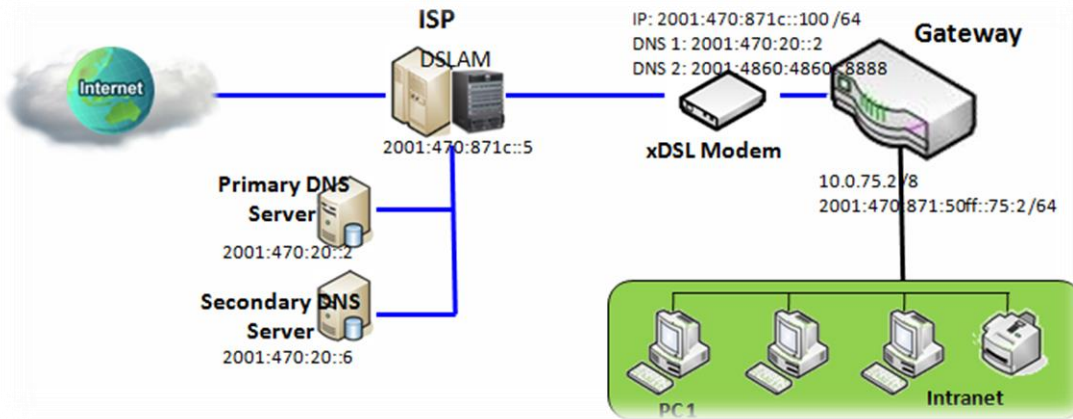 ISP
DSLAM
Internet
2001:470:871c::5
IP: 2001:470:871c::100 /64
DNS 1: 2001:470:20::2
DNS 2: 2001:4860:4860::8888
Gateway
xDSL Modem
10.0.75.2 /8
2001:470:871:50ff::75:2 /64
Primary DNS
Server
2001:470:20::2
Secondary DNS
Server
2001:470:20::6
PC1
Intranet